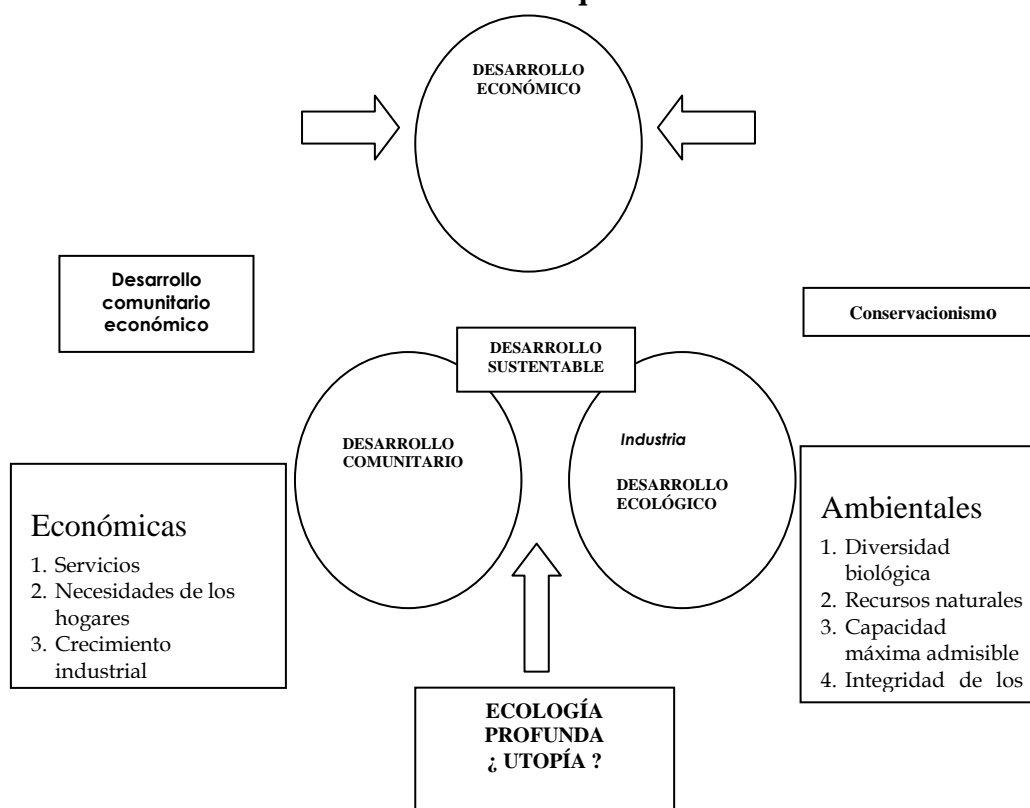 DESARROLLO
ECONÓMICO
Desarrollo
comunitario
económico
Conservacionismo
DESARROLLO
SUSTENTABLE
DESARROLLO
COMUNITARIO
Industria
DESARROLLO
ECOLÓGICO
Económicas
1. Servicios
2. Necesidades de los
hogares
3. Crecimiento
industrial
Ambientales
1. Diversidad
biológica
2. Recursos naturales
3. Capacidad
máxima admisible
4. Integridad de los
ECOLOGÍA
PROFUNDA
¿ UTOPÍA ?